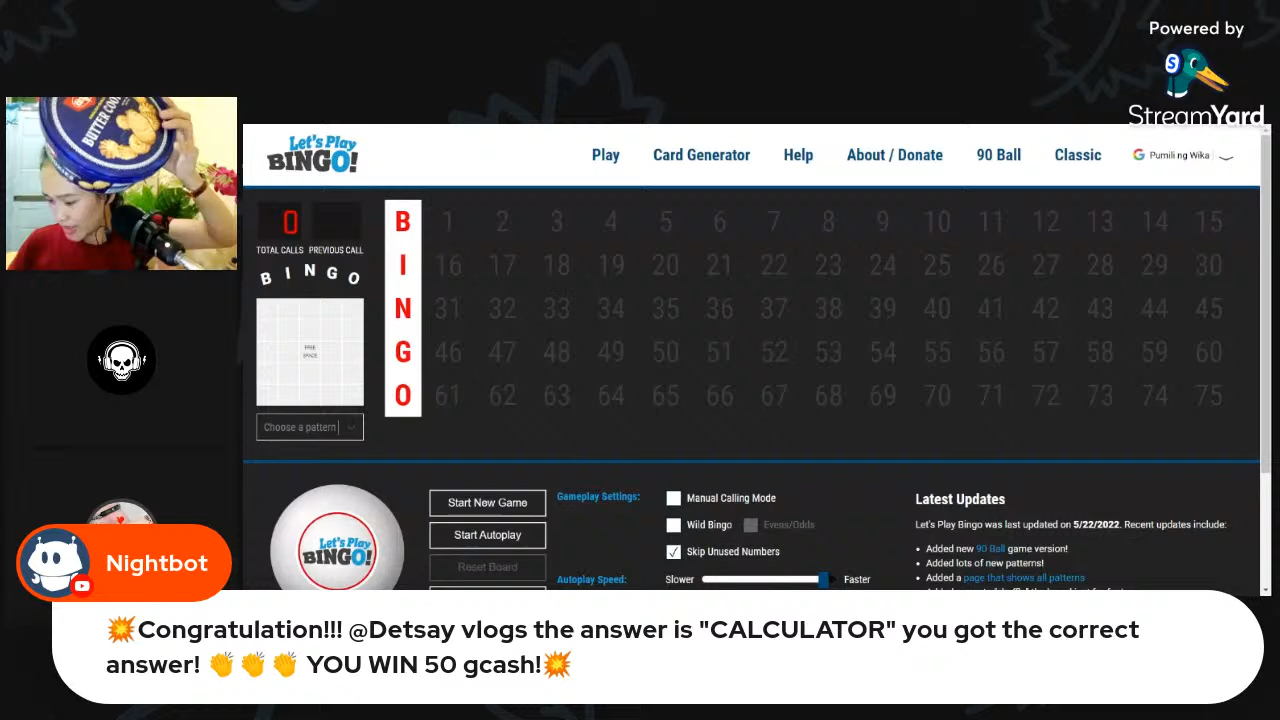 Powered by
StreamYard
BUTTER COO
Let's Play
BINGO!
Play Card Generator Help About / Donate 90 Ball Classic Pumili ng Wika
0
TOTAL CALLS PREVIOUS CALL
B I N G O
FREE
SPACE
Choose a pattern
B 1 2 3 4 5 6 7 8 9 10 11 12 13 14 15
I 16 17 18 19 20 21 22 23 24 25 26 27 28 29 30
N 31 32 33 34 35 36 37 38 39 40 41 42 43 44 45
G 46 47 48 49 50 51 52 53 54 55 56 57 58 59 60
O 61 62 63 64 65 66 67 68 69 70 71 72 73 74 75
Let's Play
BINGO!
Start New Game
Start Autoplay
Reset Board
Gameplay Settings:
Manual Calling Mode
Wild Bingo Evens/Odds
Skip Unused Numbers
Autoplay Speed: Slower Faster
Latest Updates
Let's Play Bingo was last updated on 5/22/2022. Recent updates include:
• Added new 90 Ball game version!
• Added lots of new patterns!
• Added a page that shows all patterns
Nightbot
💥Congratulation!!! @Detsay vlogs the answer is "CALCULATOR" you got the correct
answer! 👏👏👏 YOU WIN 50 gcash!💥